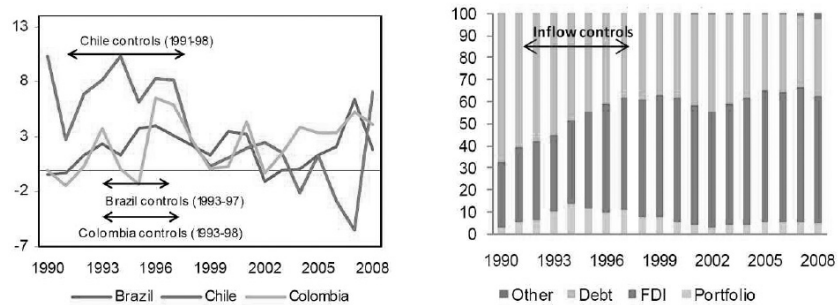 13
Chile controls (1991-98)
8
3
-2
Brazil controls (1993-97)
Colombia controls (1993-98)
-7
1990 1993 1996 1999 2002 2005 2008
Brazil Chile Colombia
100
90
80
70
60
50
40
30
20
10
0
Inflow controls
1990 1993 1996 1999 2002 2005 2008
Other Debt FDI Portfolio